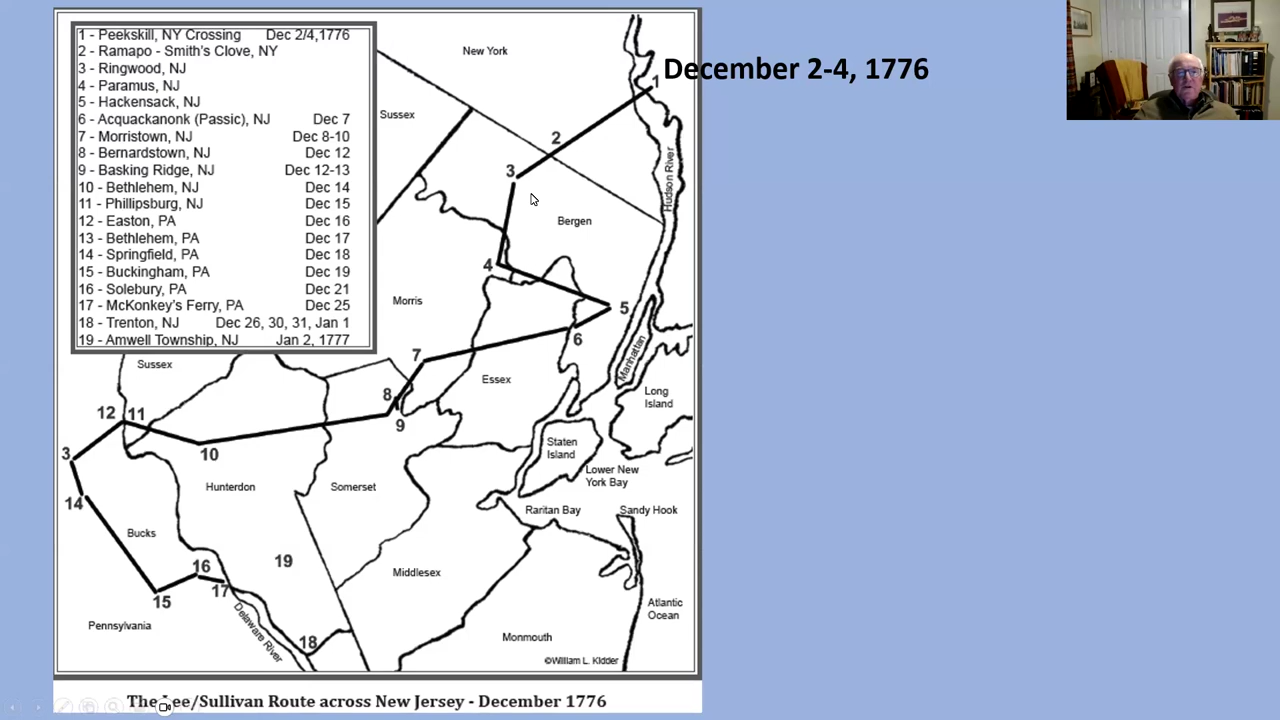 1 - Peekskill, NY Crossing Dec 2/4,1776
2 - Ramapo - Smith's Clove, NY
3 - Ringwood, NJ
4 - Paramus, NJ
5 - Hackensack, NJ
6 - Acquackanonk (Passic), NJ Dec 7
7 - Morristown, NJ Dec 8-10
8 - Bernardstown, NJ Dec 12
9 - Basking Ridge, NJ Dec 12-13
10 - Bethlehem, NJ Dec 14
11 - Phillipsburg, NJ Dec 15
12 - Easton, PA Dec 16
13 - Bethlehem, PA Dec 17
14 - Springfield, PA Dec 18
15 - Buckingham, PA Dec 19
16 - Solebury, PA Dec 21
17 - McKonkey's Ferry, PA Dec 25
18 - Trenton, NJ Dec 26, 30, 31, Jan 1
19 - Amwell Township, NJ Jan 2, 1777
December 2-4, 1776
New York
1
Sussex
2
3
Hudson River
Bergen
4
Morris
5
6
Manhattan
7
Sussex
Essex
8
Long
Island
12
11
9
10
3
Staten
Island
Lower New
York Bay
Hunterdon
Somerset
14
Raritan Bay
Sandy Hook
Bucks
19
16
Middlesex
17
15
Delaware River
Atlantic
Ocean
Pennsylvania
18
Monmouth
©William L. Kidder
The Lee/Sullivan Route across New Jersey - December 1776